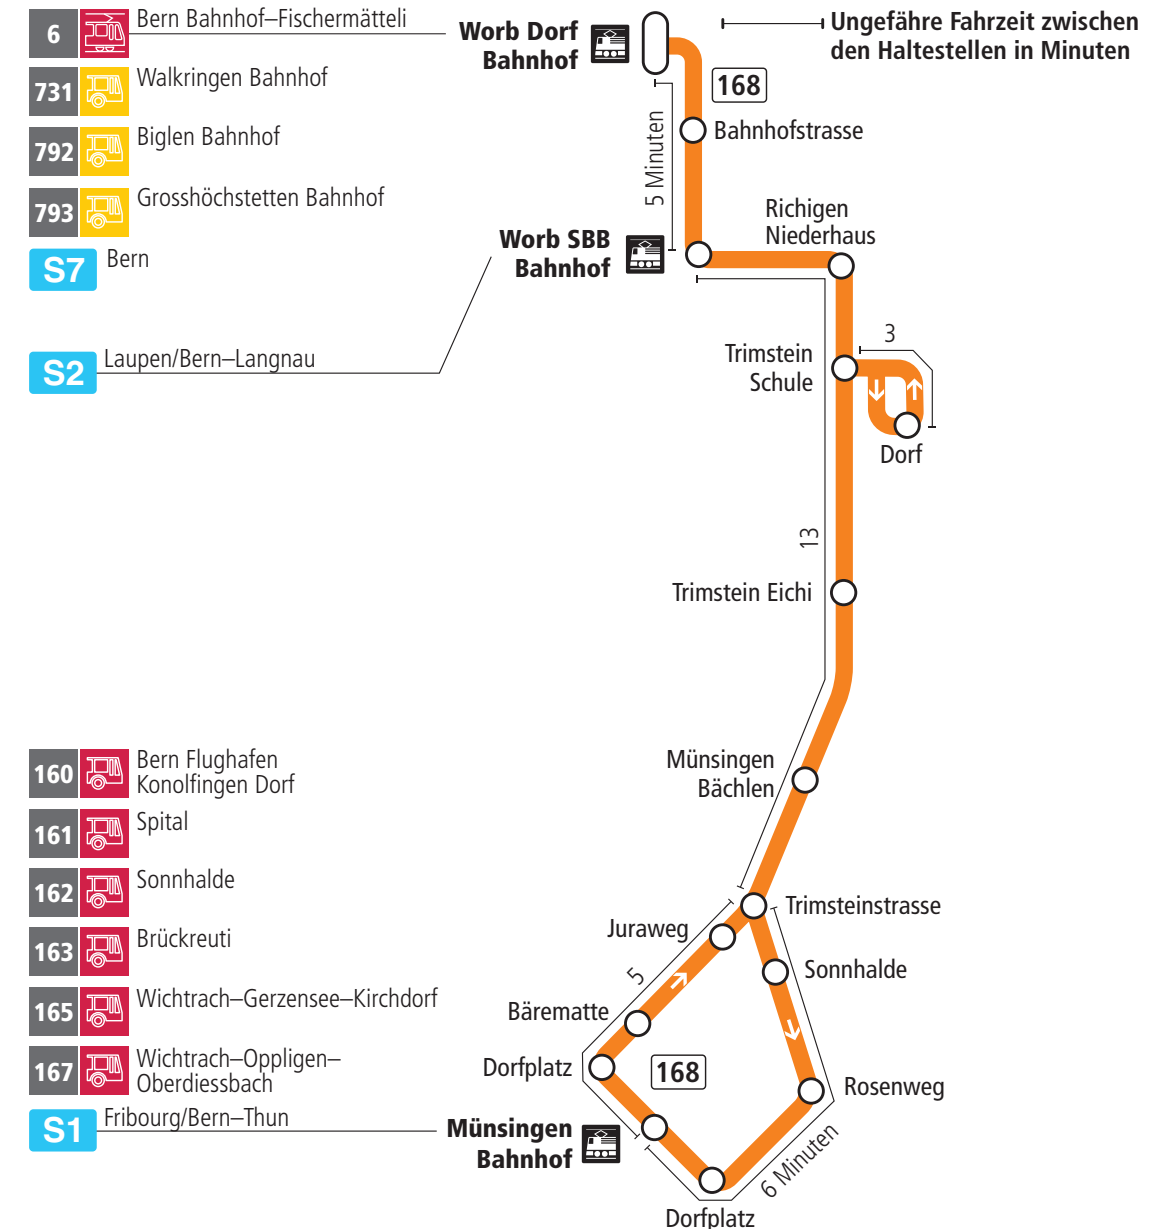 6 Bern Bahnhof–Fischermätteli
731 Walkringen Bahnhof
792 Biglen Bahnhof
793 Grosshöchstetten Bahnhof
S7 Bern
S2 Laupen/Bern–Langnau
Worb Dorf
Bahnhof
Ungefähre Fahrzeit zwischen
den Haltestellen in Minuten
168
5 Minuten
Bahnhofstrasse
Worb SBB
Bahnhof
Richigen
Niederhaus
Trimstein
Schule
3
Dorf
13
Trimstein Eichi
Münsingen
Bächlen
160 Bern Flughafen
Konolfingen Dorf
161 Spital
162 Sonnhalde
163 Brückreuti
165 Wichtrach–Gerzensee–Kirchdorf
167 Wichtrach–Oppligen–
Oberdiessbach
S1 Fribourg/Bern–Thun
Trimsteinstrasse
Juraweg
5
Sonnhalde
Bärematte
Dorfplatz
168
Rosenweg
Münsingen
Bahnhof
6 Minuten
Dorfplatz